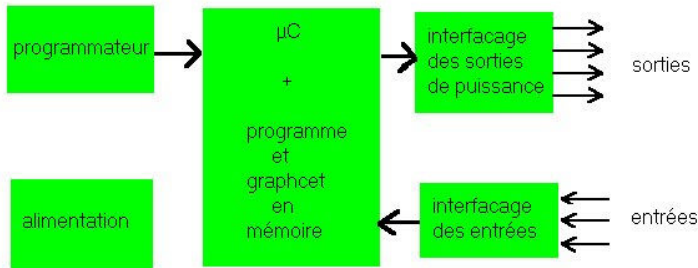 programmateur
µC
+
programme
et
graphcet
en
mémoire
interfacage
des sorties
de puissance
sorties
alimentation
interfacage
des entrées
entrées